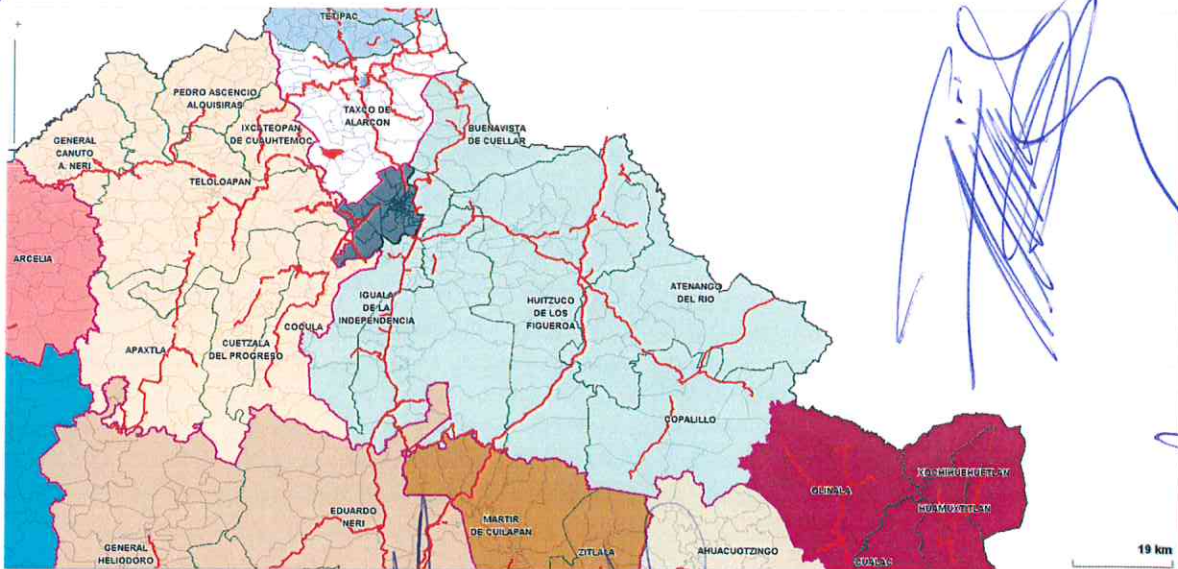 TETIPAC
PEDRO ASCENCIO
ALQUISIRAS
IXCATEOPAN
DE CUAUHTEMOC
TAXCO DE
ALARCON
BUENAVISTA
DE CUELLAR
GENERAL
CANUTO
A. NERI
TELOLOAPAN
ARCELIA
IGUALA
DE LA
INDEPENDENCIA
HUITZUCO
DE LOS
FIGUEROA
ATENANGO
DEL RIO
APAXTLA
CUETZALA
DEL PROGRESO
COCULA
COPALILLO
OLINALA
XOCHIHUEHUETLAN
HUAMUXTITLAN
CUALAC
EDUARDO
NERI
MARTIR
DE CUILAPAN
ZITLALA
AHUACUOTZINGO
GENERAL
HELIODORO
19 km